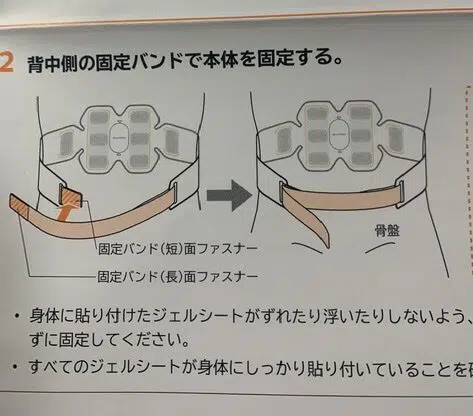 2 背中側の固定バンドで本体を固定する。
骨盤
固定バンド(短)面ファスナー
固定バンド(長)面ファスナー
・ 身体に貼り付けたジェルシートがずれたり浮いたりしないよう、
ずに固定してください。
・ すべてのジェルシートが身体にしっかり貼り付いていることを